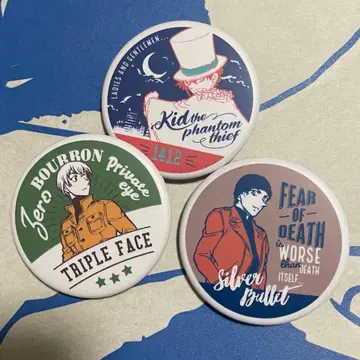 LADIES AND GENTLEMEN...
Kid the
phantom
thief
1412
Zero
BOURBON
Private
eye
TRIPLE FACE
FEAR
OF
DEATH
is
WORSE
than
DEATH
ITSELF
Silver
Bullet